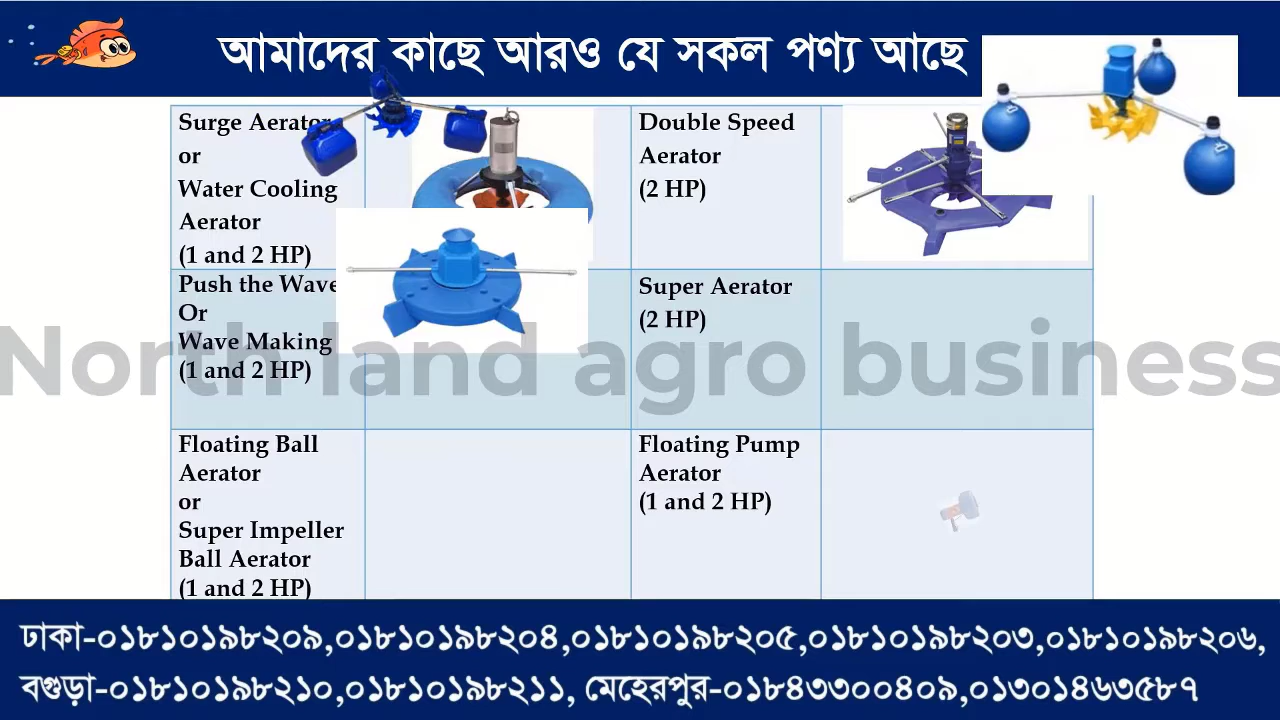 আমাদের কাছে আরও যে সকল পণ্য আছে
Surge Aerator
or
Water Cooling
Aerator
(1 and 2 HP)
Double Speed
Aerator
(2 HP)
Push the Wave
Or
Wave Making
(1 and 2 HP)
Super Aerator
(2 HP)
North land agro business
Floating Ball
Aerator
or
Super Impeller
Ball Aerator
(1 and 2 HP)
Floating Pump
Aerator
(1 and 2 HP)
ঢাকা-০১৮১০১৯৮২০৯,০১৮১০১৯৮২০৪,০১৮১০১৯৮২০৫,০১৮১০১৯৮২০৩,০১৮১০১৯৮২০৬,
বগুড়া-০১৮১০১৯৮২১০,০১৮১০১৯৮২১১, মেহেরপুর-০১৮৪৩৩০০৪০৯,০১৩০১৪৬৩৫৮৭